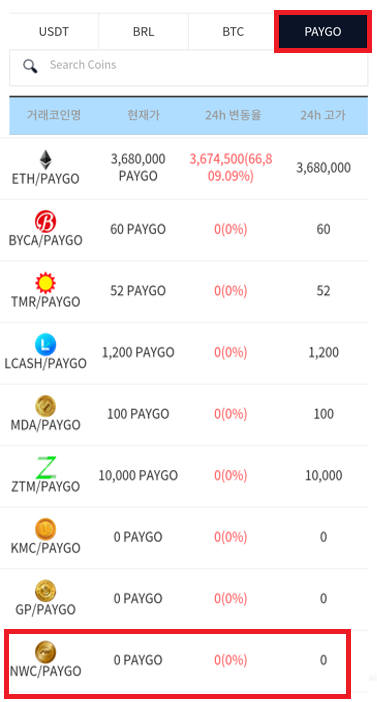 USDT BRL BTC PAYGO
Search Coins
거래코인명 현재가 24h 변동율 24h 고가
3,680,000 3,674,500(66,8
ETH/PAYGO PAYGO 09.09%) 3,680,000
BYCA/PAYGO 60 PAYGO 0(0%) 60
TMR/PAYGO 52 PAYGO 0(0%) 52
LCASH/PAYGO 1,200 PAYGO 0(0%) 1,200
MDA/PAYGO 100 PAYGO 0(0%) 100
ZTM/PAYGO 10,000 PAYGO 0(0%) 10,000
KMC/PAYGO 0 PAYGO 0(0%) 0
GP/PAYGO 0 PAYGO 0(0%) 0
NWC/PAYGO 0 PAYGO 0(0%) 0